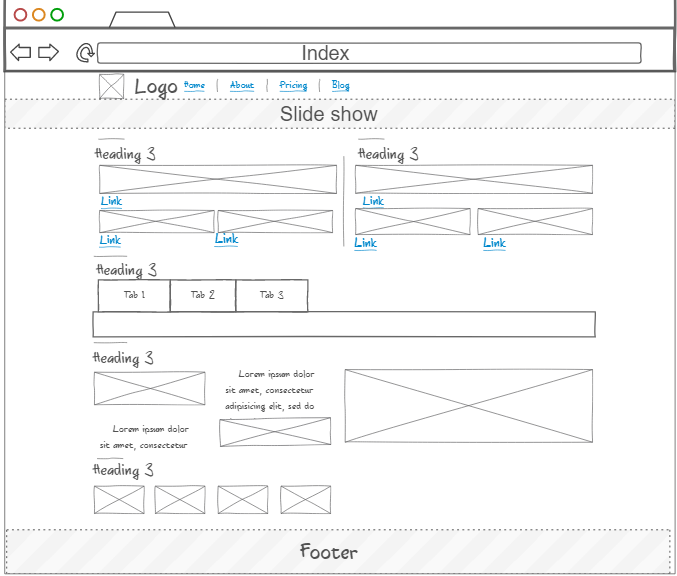 Index
Logo Home | About | Pricing | Blog
Slide show
Heading 3
Heading 3
Link
Link
Link
Link
Link
Link
Heading 3
Tab 1 Tab 2 Tab 3
Heading 3
Lorem ipsum dolor
sit amet, consectetur
adipisicing elit, sed do
Lorem ipsum dolor
sit amet, consectetur
Heading 3
Footer